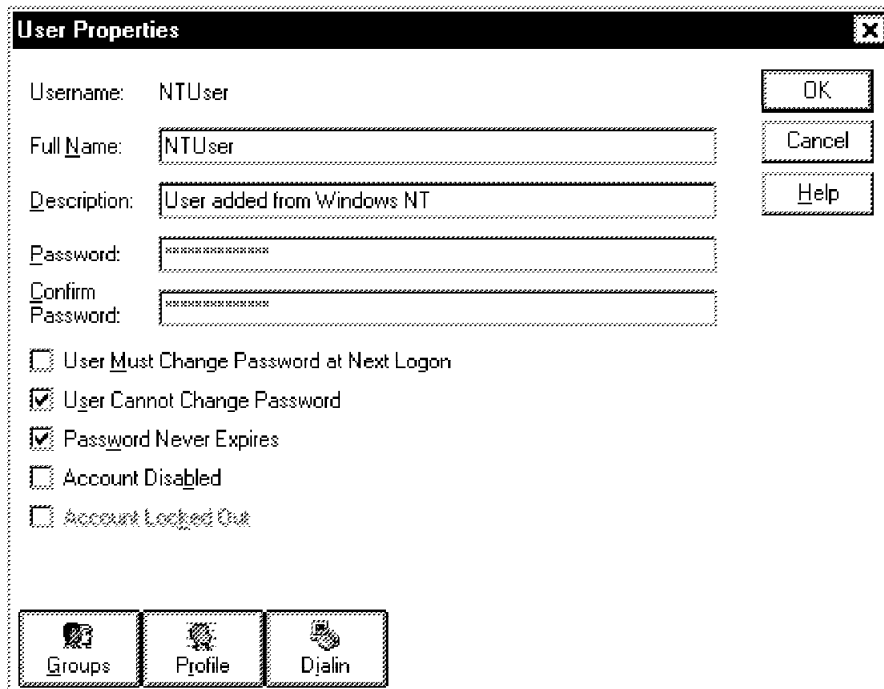 User Properties
Username: NTUser
OK
Full Name: NTUser
Cancel
Description: User added from Windows NT
Help
Password: **************
Confirm
Password: **************
User Must Change Password at Next Logon
User Cannot Change Password
Password Never Expires
Account Disabled
Account Locked Out
Groups Profile Dialin